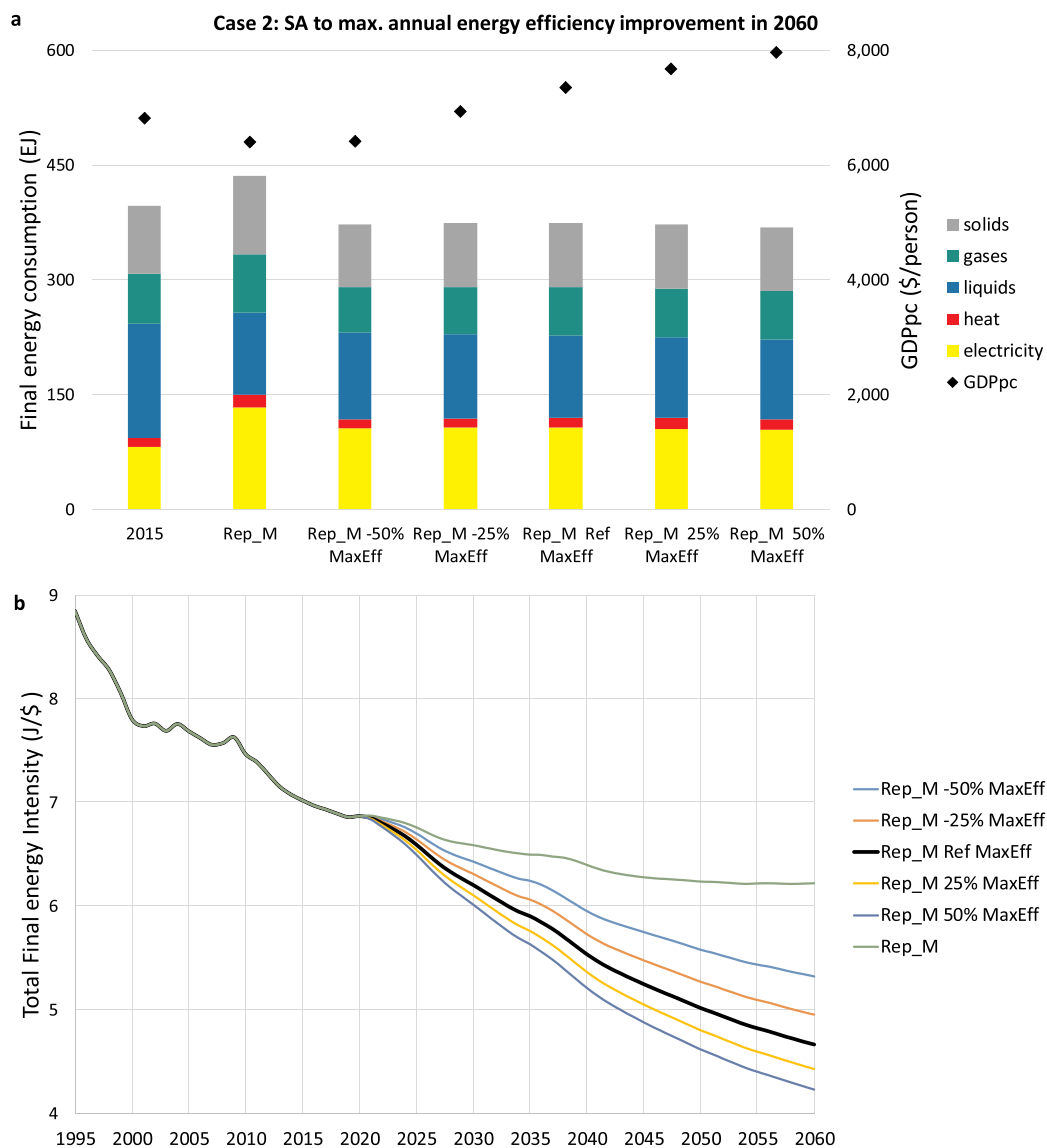 a
Case 2: SA to max. annual energy efficiency improvement in 2060
Final energy consumption (EJ)
600
450
300
150
0
8,000
6,000
4,000
2,000
0
GDPpc ($/person)
solids
gases
liquids
heat
electricity
GDPpc
2015
Rep_M
Rep_M -50%
MaxEff
Rep_M -25%
MaxEff
Rep_M Ref
MaxEff
Rep_M 25%
MaxEff
Rep_M 50%
MaxEff
b
Total Final energy Intensity (J/$ )
9
8
7
6
5
4
1995 2000 2005 2010 2015 2020 2025 2030 2035 2040 2045 2050 2055 2060
Rep_M -50% MaxEff
Rep_M -25% MaxEff
Rep_M Ref MaxEff
Rep_M 25% MaxEff
Rep_M 50% MaxEff
Rep_M